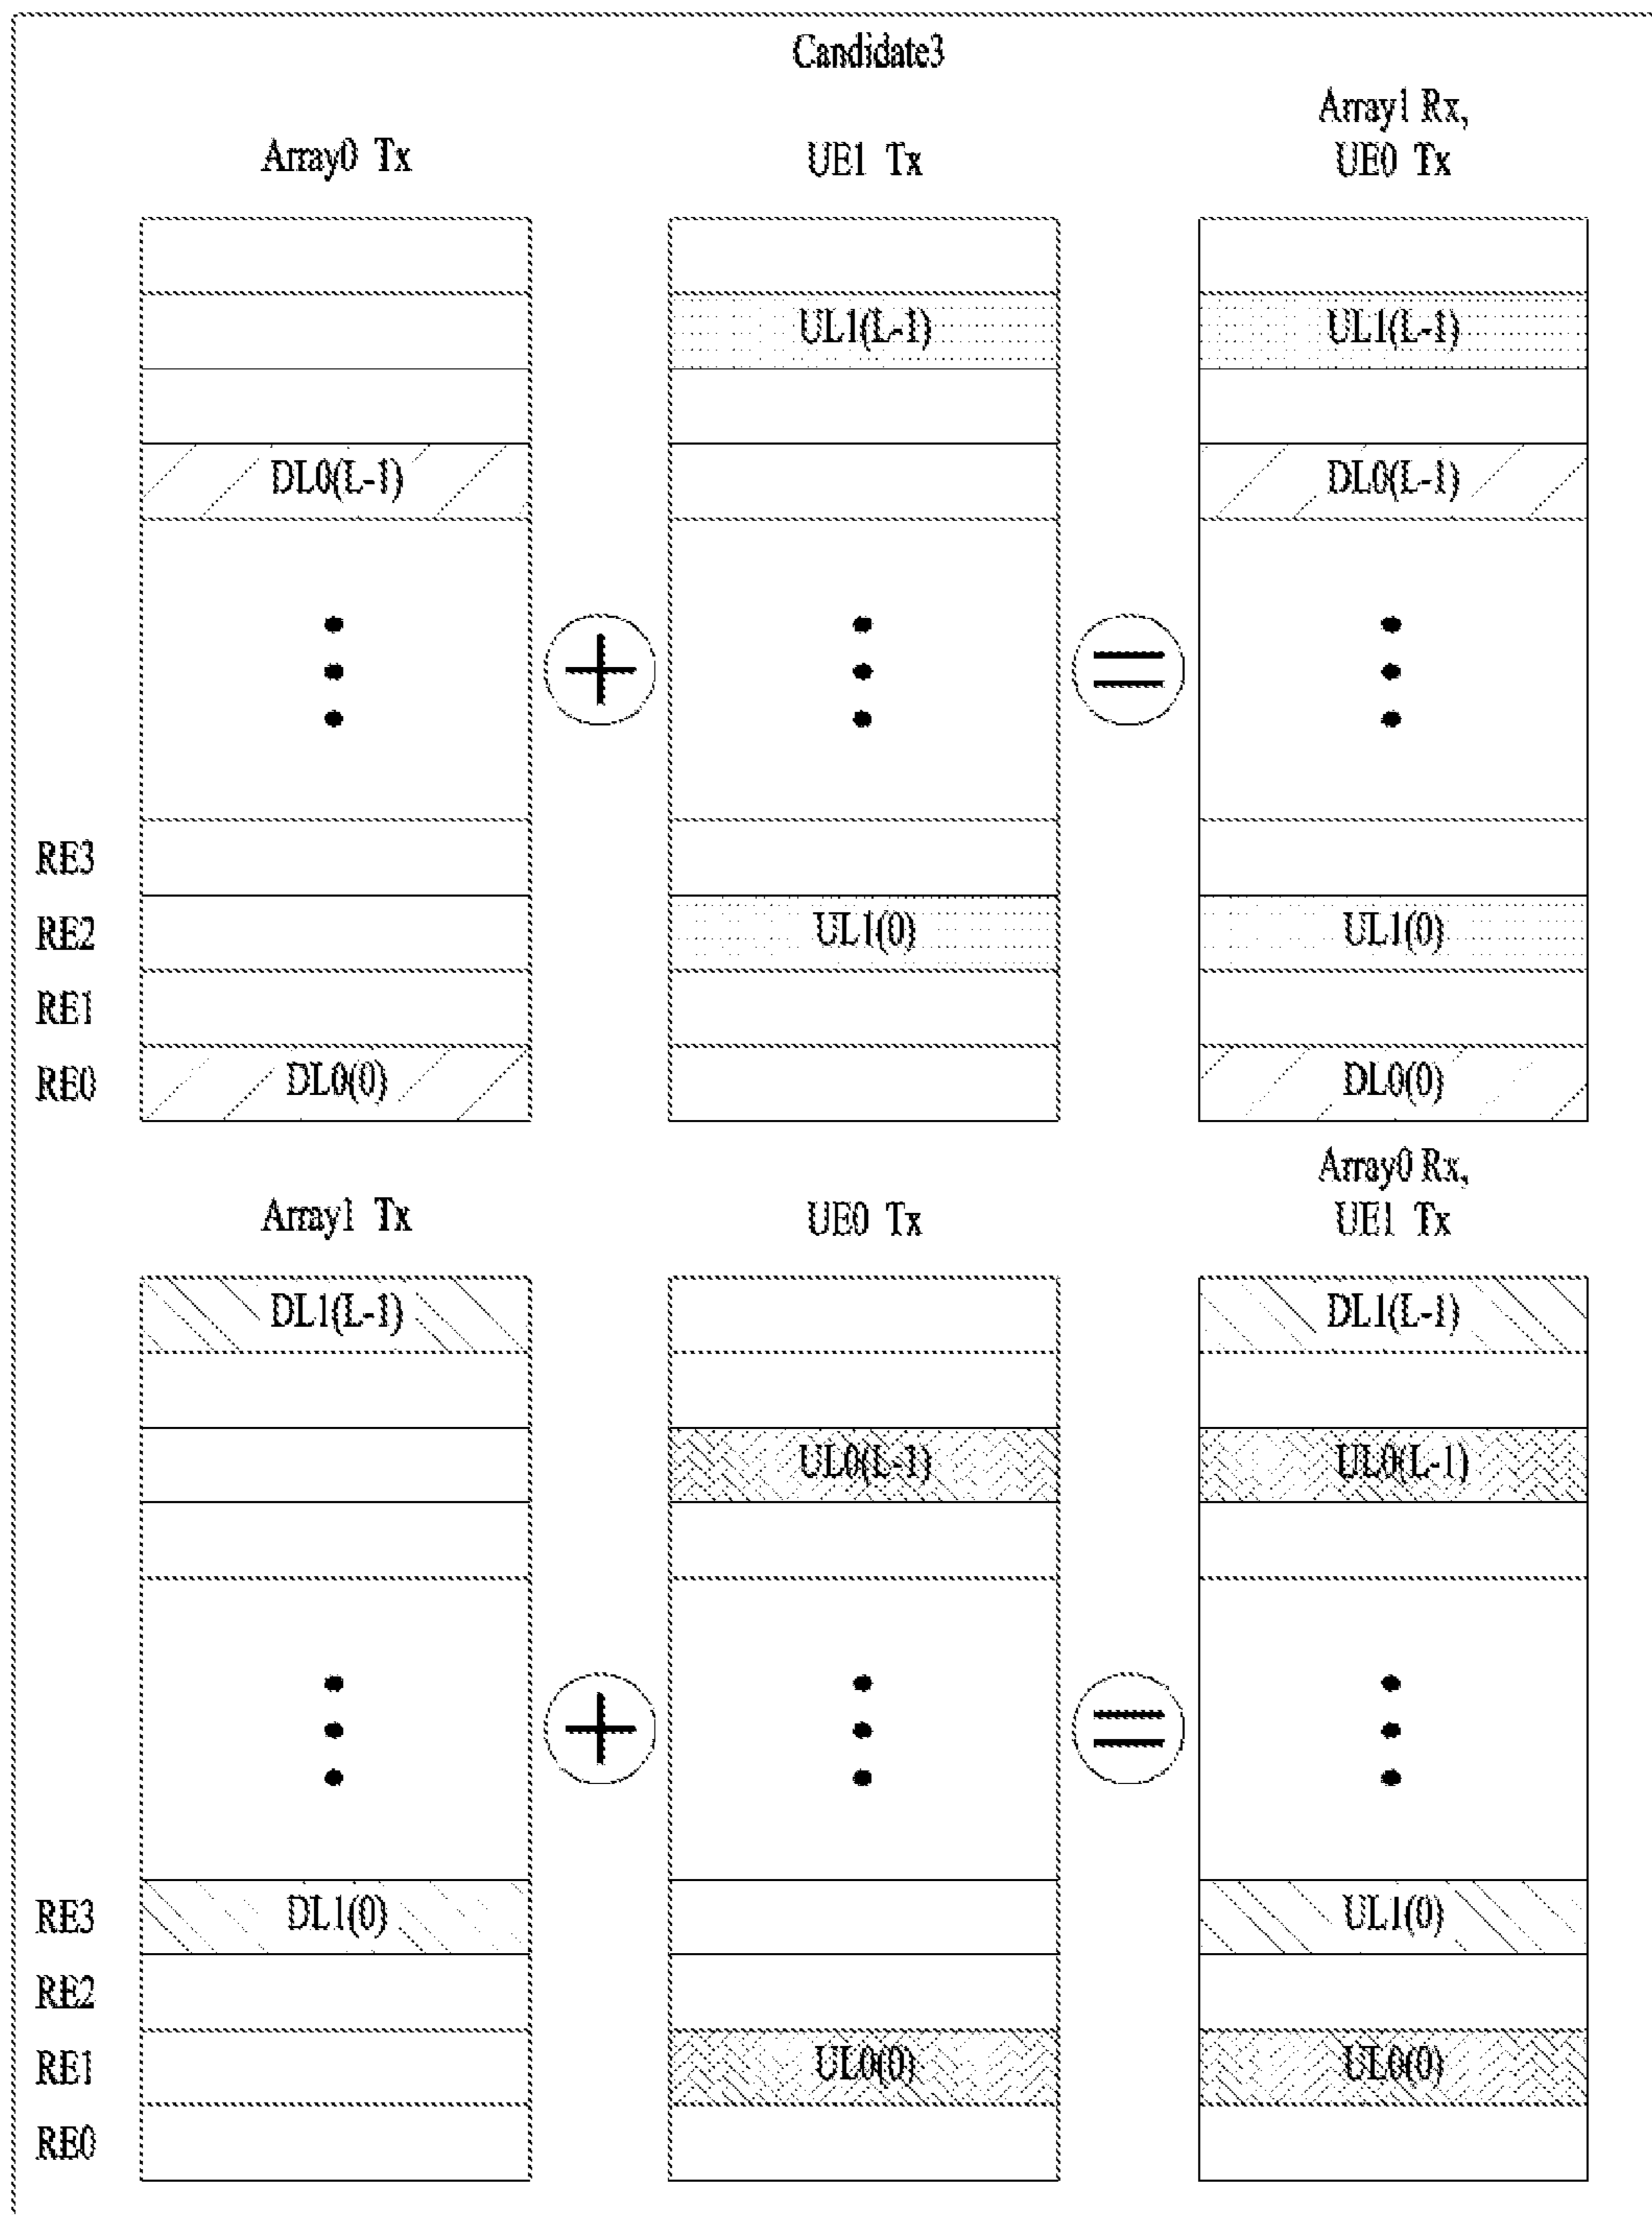 Candidate3
Array0 Tx
UE1 Tx
Array1 Rx,
UE0 Tx
UL1(L-1)
UL1(L-1)
DL0(L-1)
DL0(L-1)
RE3
RE2
UL1(0)
UL1(0)
RE1
RE0
DL0(0)
DL0(0)
Array1 Tx
UE0 Tx
Array0 Rx,
UE1 Tx
DL1(L-1)
DL1(L-1)
UL0(L-1)
UL0(L-1)
RE3
DL1(0)
UL1(0)
RE2
RE1
UL0(0)
UL0(0)
RE0